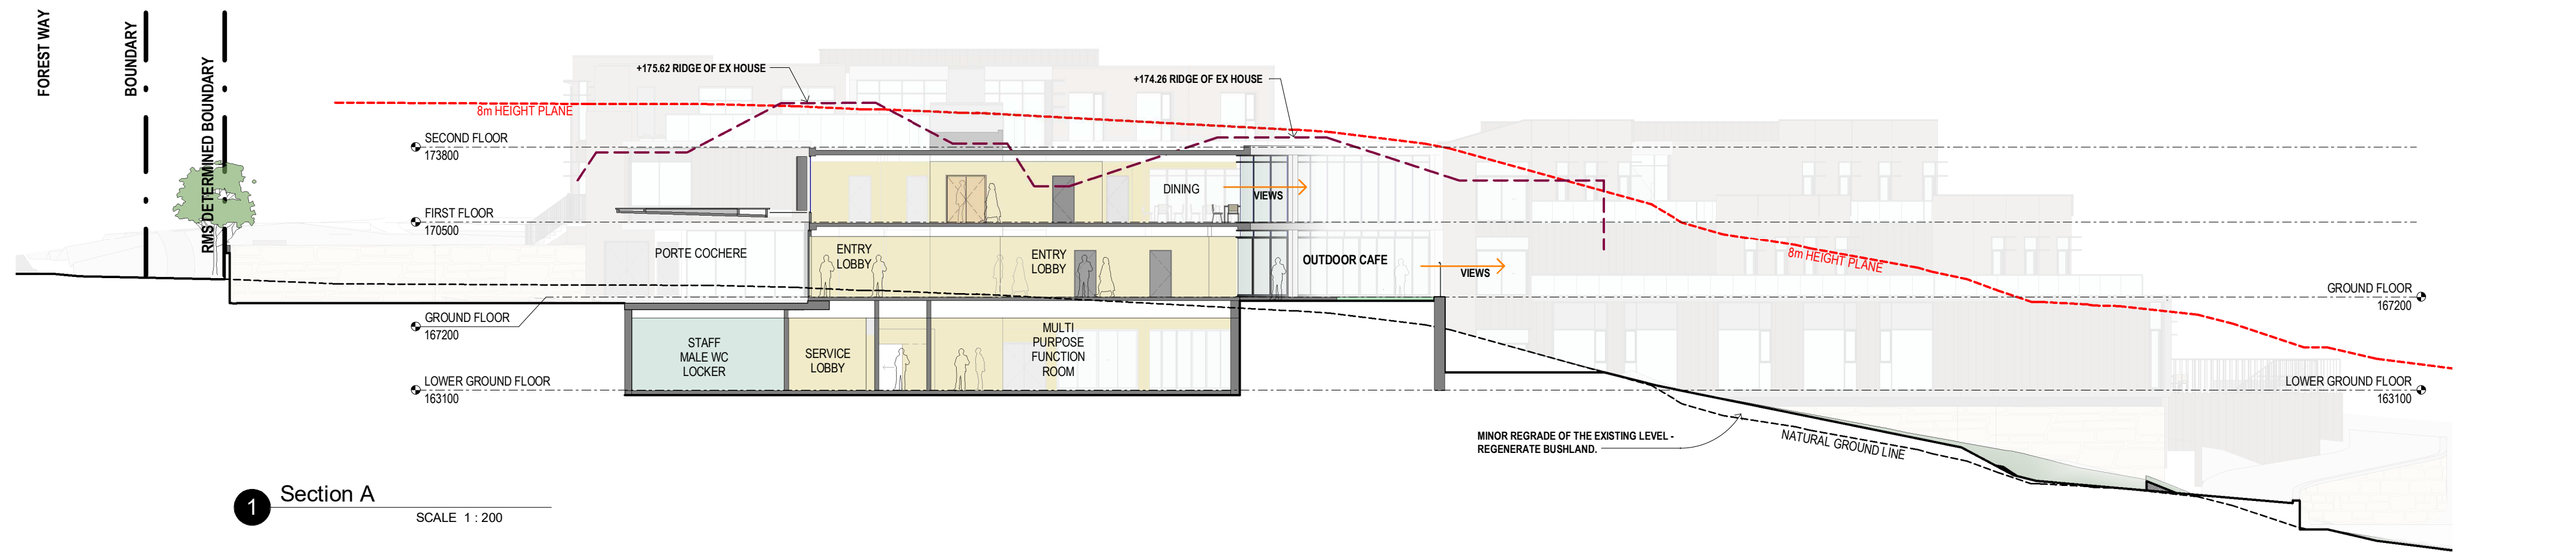 FOREST WAY
BOUNDARY
RMS DETERMINED BOUNDARY
+175.62 RIDGE OF EX HOUSE
+174.26 RIDGE OF EX HOUSE
8m HEIGHT PLANE
SECOND FLOOR
173800
FIRST FLOOR
170500
DINING
VIEWS
PORTE COCHERE
ENTRY
LOBBY
ENTRY
LOBBY
OUTDOOR CAFE
VIEWS
8m HEIGHT PLANE
GROUND FLOOR
167200
GROUND FLOOR
167200
STAFF
MALE WC
LOCKER
SERVICE
LOBBY
MULTI
PURPOSE
FUNCTION
ROOM
LOWER GROUND FLOOR
163100
LOWER GROUND FLOOR
163100
MINOR REGRADE OF THE EXISTING LEVEL -
REGENERATE BUSHLAND.
NATURAL GROUND LINE
1
Section A
SCALE 1 : 200